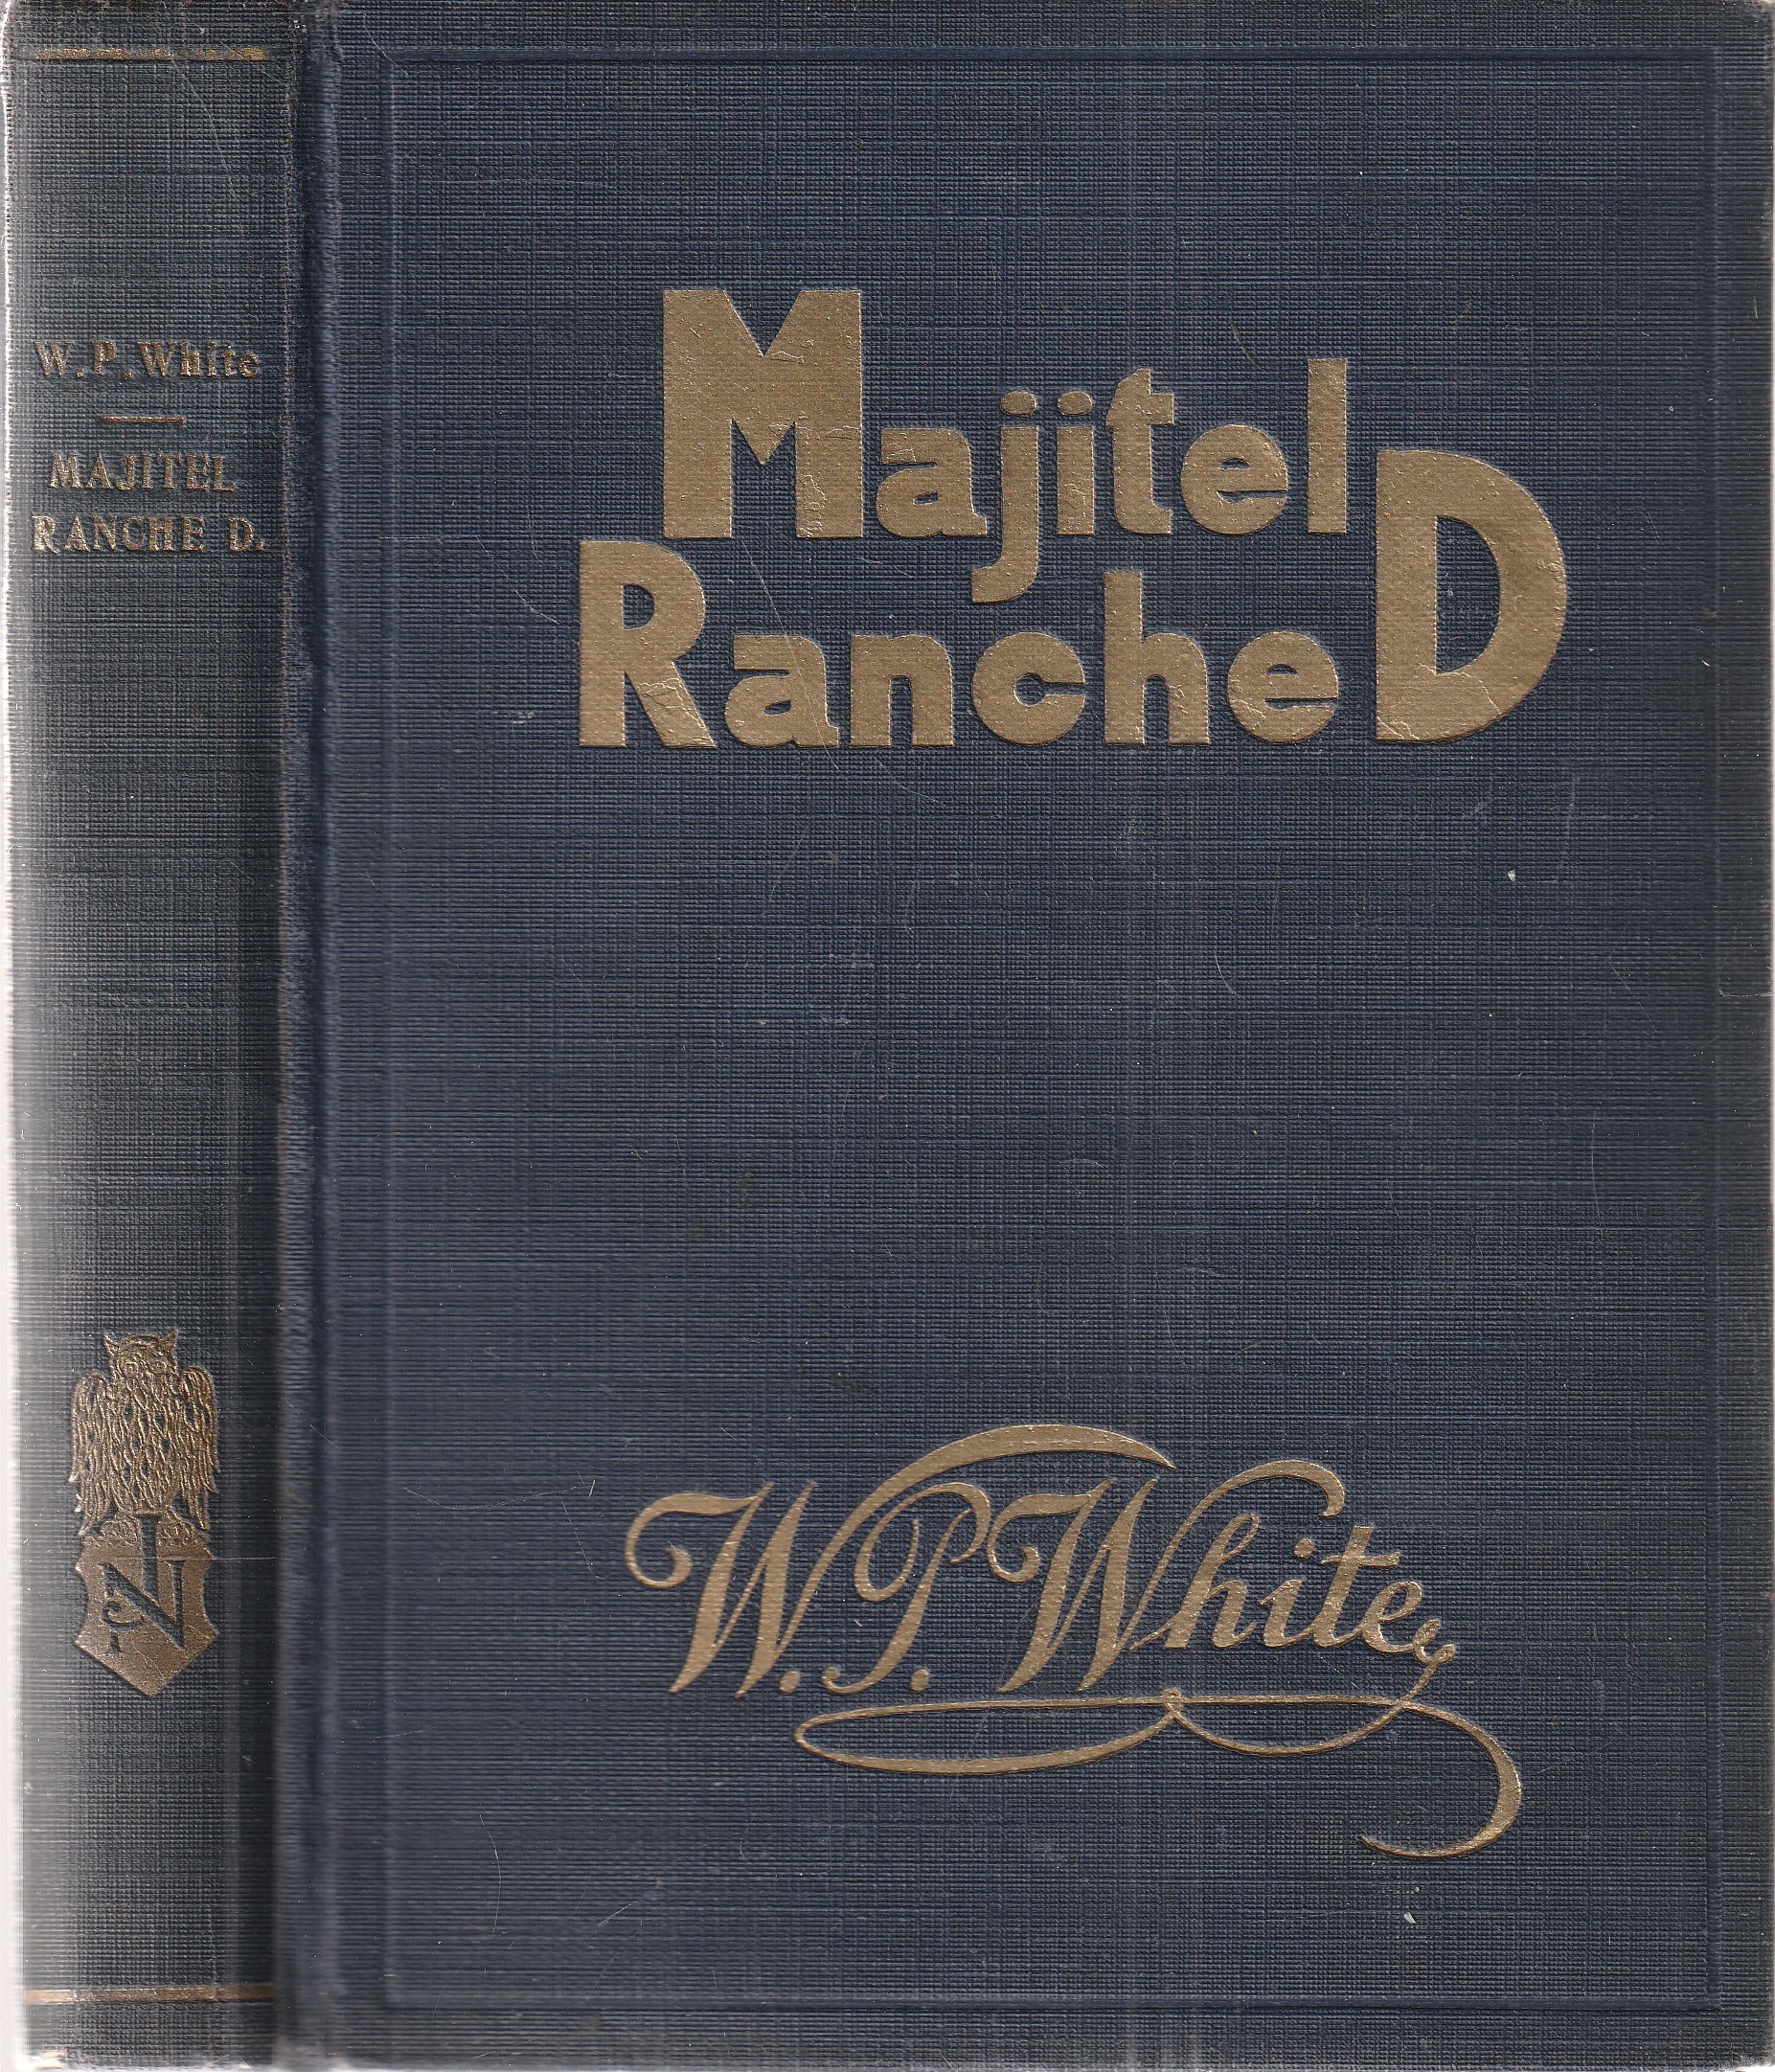 W.P.White
MAJITEL
RANCHE D.
N
Majitel
Ranche D
W.P. White